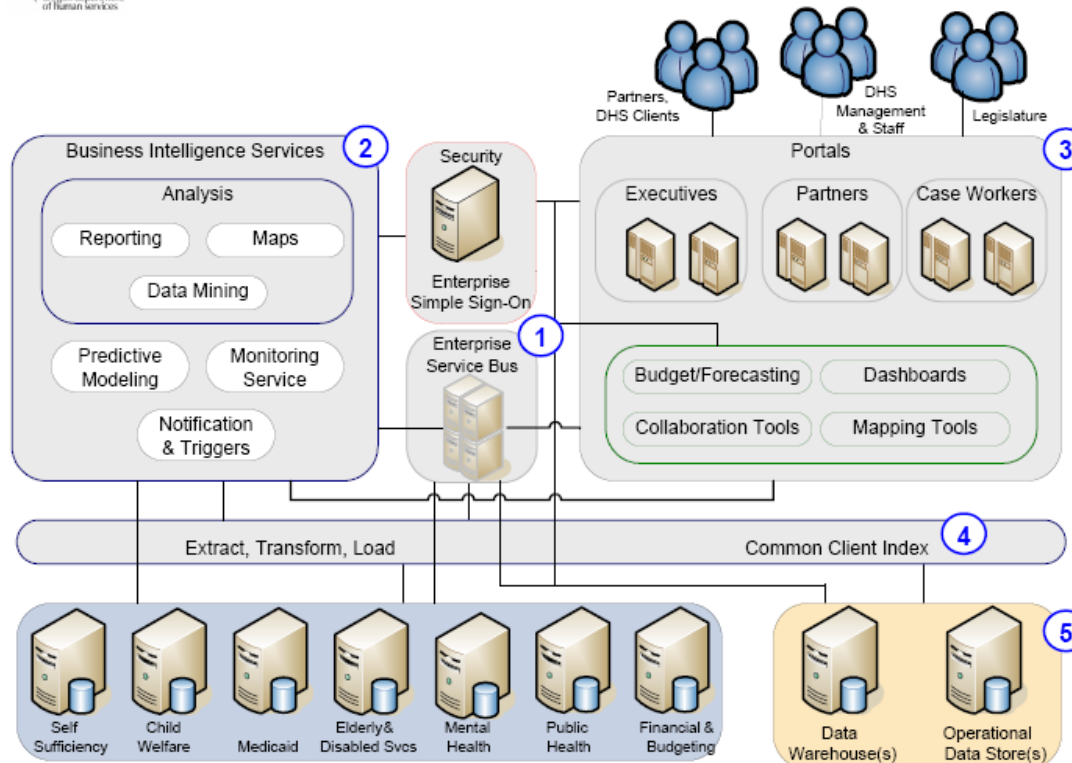 of human services
Partners,
DHS Clients
DHS
Management
& Staff
Legislature
Business Intelligence Services
2
Analysis
Reporting
Maps
Data Mining
Predictive
Modeling
Monitoring
Service
Notification
& Triggers
Security
Enterprise
Simple Sign-On
1
Enterprise
Service Bus
Portals
3
Executives
Partners
Case Workers
Budget/Forecasting
Dashboards
Collaboration Tools
Mapping Tools
Extract, Transform, Load
Common Client Index
4
Self
Sufficiency
Child
Welfare
Medicaid
Elderly&
Disabled Svcs
Mental
Health
Public
Health
Financial &
Budgeting
5
Data
Warehouse(s)
Operational
Data Store(s)